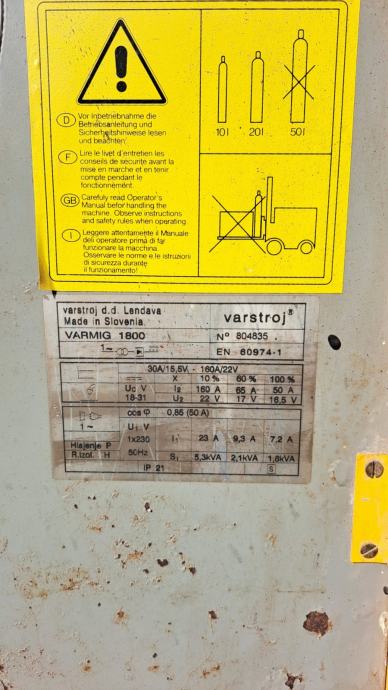 D Vor Inbetriebnahme die
Betriebsanleitung und
Sicherheitshinweise lesen
und beachten.
F Lire le livet d'entretien les
conseils de securite avant la
mise en marche et en tenir
compte pendant le
fonctionnement.
GB Carefuly read Operator's
Manual befor handling the
machine. Observe instructions
and safety rules when operating.
I Leggere attentamente il Manuale
deli operatore prima di far
funzionare la macchina.
Osservare le norme e le istruzioni
di sicurezza durante
il funzionamento!
10 l 20 l 50 l
varstroj d.d. Lendava
Made in Slovenia
varstroj®
VARMIG 1800 Nº 804835
1~ EN 60974-1
30A/15,5V - 160A/22V
X 10 % 60 % 100 %
U₀ V I₂ 160 A 65 A 50 A
18-31 U₂ 22 V 17 V 16,5 V
cos φ 0,85 (50 A)
1~ U₁ V
1x230 I₁ 23 A 9,3 A 7,2 A
Hlajenje F 50Hz
R.izol. H S₁ 5,3kVA 2,1kVA 1,6kVA
IP 21 S